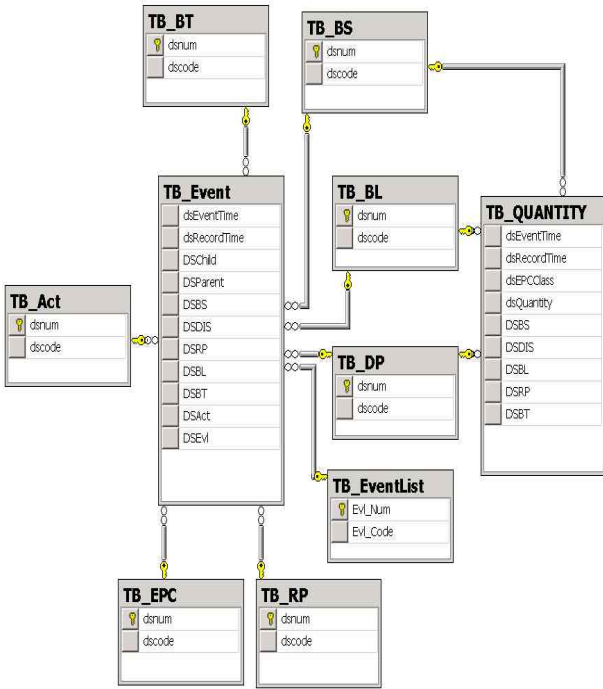 TB_BT
dsnum
dscode
TB_BS
dsnum
dscode
TB_Event
dsEventTime
dsRecordTime
DSChild
DSParent
DSBS
DSDIS
DSRP
DSBL
DSBT
DSAct
DSEvl
TB_BL
dsnum
dscode
TB_QUANTITY
dsEventTime
dsRecordTime
dsEPCClass
dsQuantity
DSBS
DSDIS
DSBL
DSRP
DSBT
TB_Act
dsnum
dscode
TB_DP
dsnum
dscode
TB_EventList
Evl_Num
Evl_Code
TB_EPC
dsnum
dscode
TB_RP
dsnum
dscode